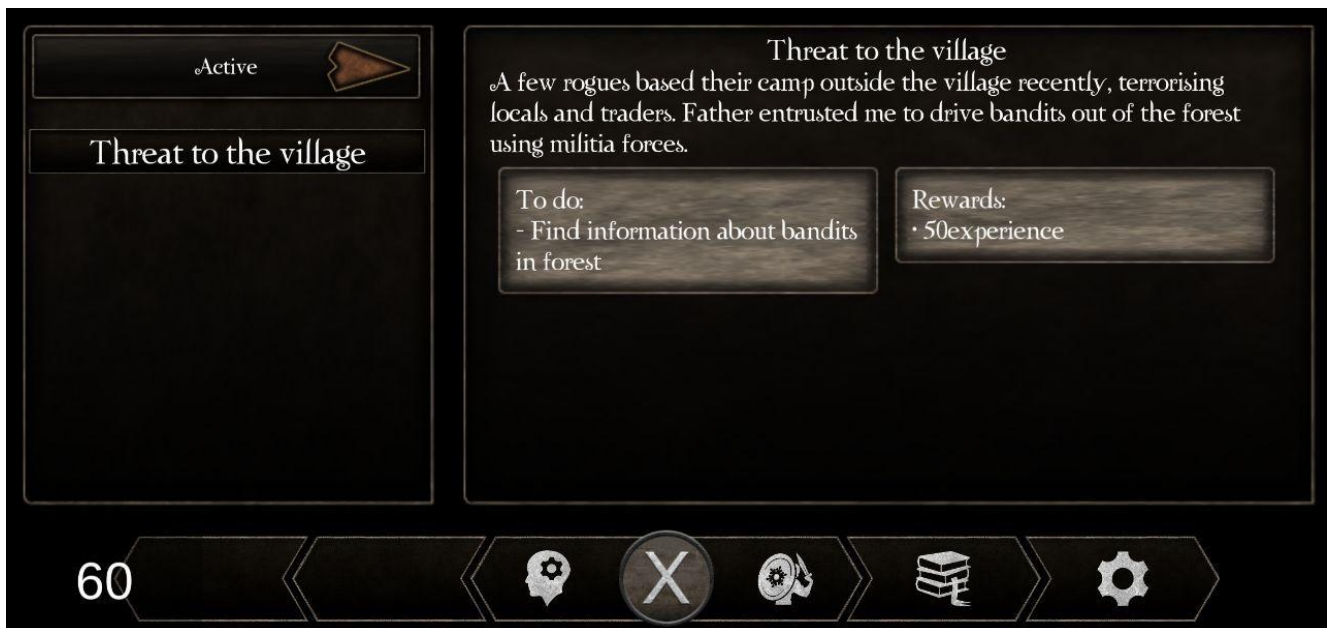 Active
Threat to the village
Threat to the village
A few rogues based their camp outside the village recently, terrorising
locals and traders. Father entrusted me to drive bandits out of the forest
using militia forces.
To do:
- Find information about bandits
in forest
Rewards:
· 50experience
60
X